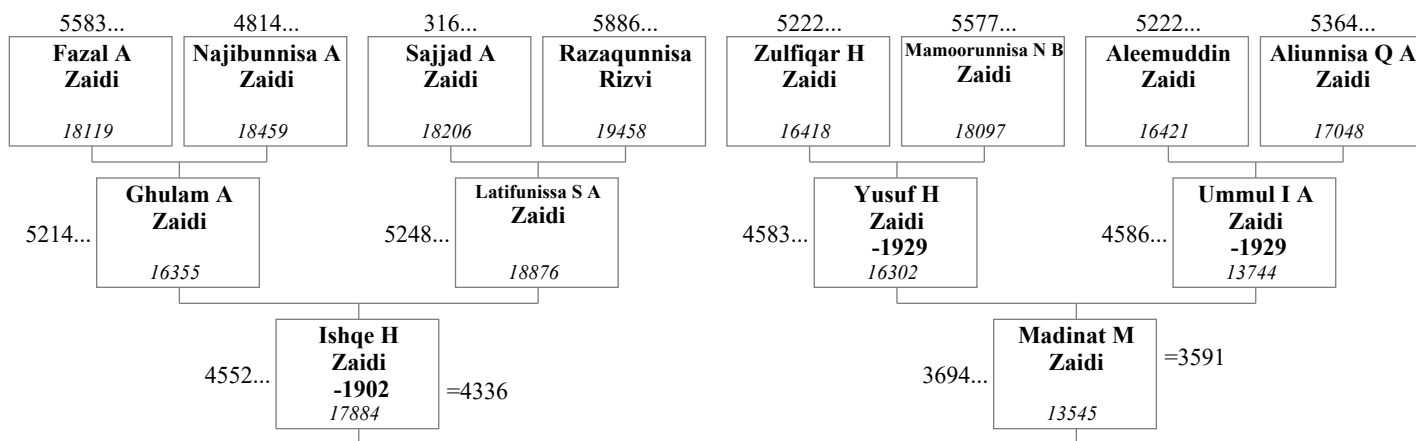 5583... 4814... 316... 5886... 5222... 5577... 5222... 5364...
Fazal A Najibunnisa A Sajjad A Razaqunnisa Zulfiqar H Mamoorunnisa N B Aleemuddin Aliunnisa Q A
Zaidi Zaidi Zaidi Rizvi Zaidi Zaidi Zaidi Zaidi
18119 18459 18206 19458 16418 18097 16421 17048
Ghulam A Latifunissa S A Yusuf H Ummul I A
Zaidi Zaidi Zaidi Zaidi
5214... 5248... 4583... -1929 4586... -1929
16355 18876 16302 13744
Ishqe H Madinat M
Zaidi Zaidi =3591
4552... -1902 =4336 3694...
17884 13545